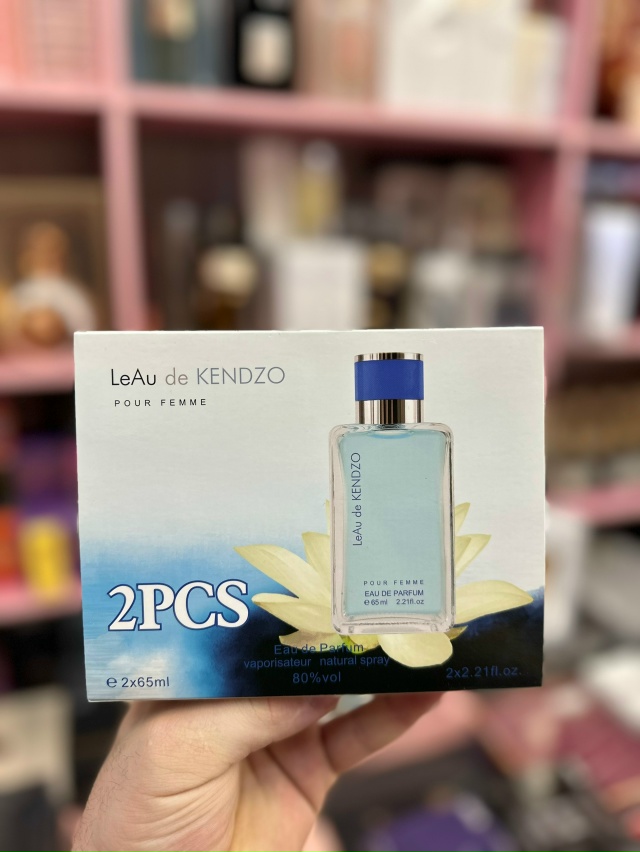 LeAu de KENDZO
POUR FEMME
LeAu de KENDZO
POUR FEMME
EAU DE PARFUM
℮ 65ml 2.21fl.oz
2PCS
Eau de Parfum
vaporisateur natural spray
80%vol
℮ 2x65ml
2x2.21fl.oz.